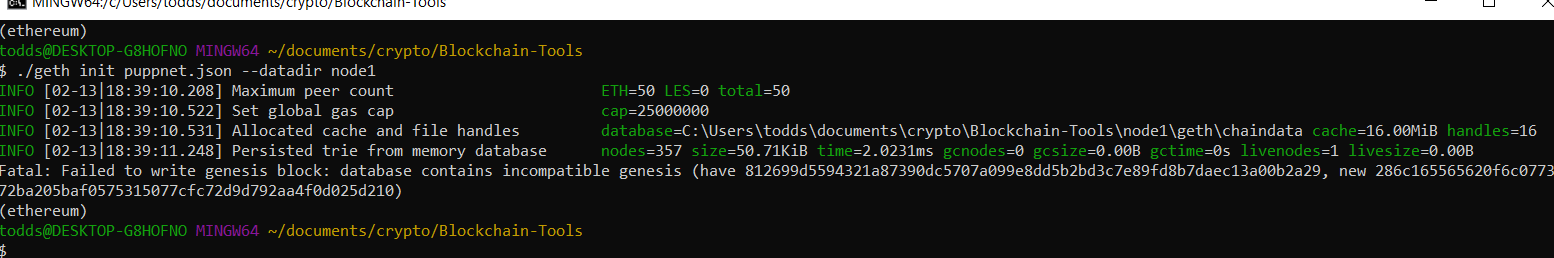 MINGW64:/c/Users/todds/documents/crypto/Blockchain-Tools
(ethereum)
todds@DESKTOP-G8HOFNO MINGW64 ~/documents/crypto/Blockchain-Tools
$ ./geth init puppnet.json --datadir node1
INFO [02-13|18:39:10.208] Maximum peer count ETH=50 LES=0 total=50
INFO [02-13|18:39:10.522] Set global gas cap cap=25000000
INFO [02-13|18:39:10.531] Allocated cache and file handles database=C:\Users\todds\documents\crypto\Blockchain-Tools\node1\geth\chaindata cache=16.00MiB handles=16
INFO [02-13|18:39:11.248] Persisted trie from memory database nodes=357 size=50.71KiB time=2.0231ms gcnodes=0 gcsize=0.00B gctime=0s livenodes=1 livesize=0.00B
Fatal: Failed to write genesis block: database contains incompatible genesis (have 812699d5594321a87390dc5707a099e8dd5b2bd3c7e89fd8b7daec13a00b2a29, new 286c165565620f6c0773
72ba205baf0575315077cfc72d9d792aa4f0d025d210)
(ethereum)
todds@DESKTOP-G8HOFNO MINGW64 ~/documents/crypto/Blockchain-Tools
$